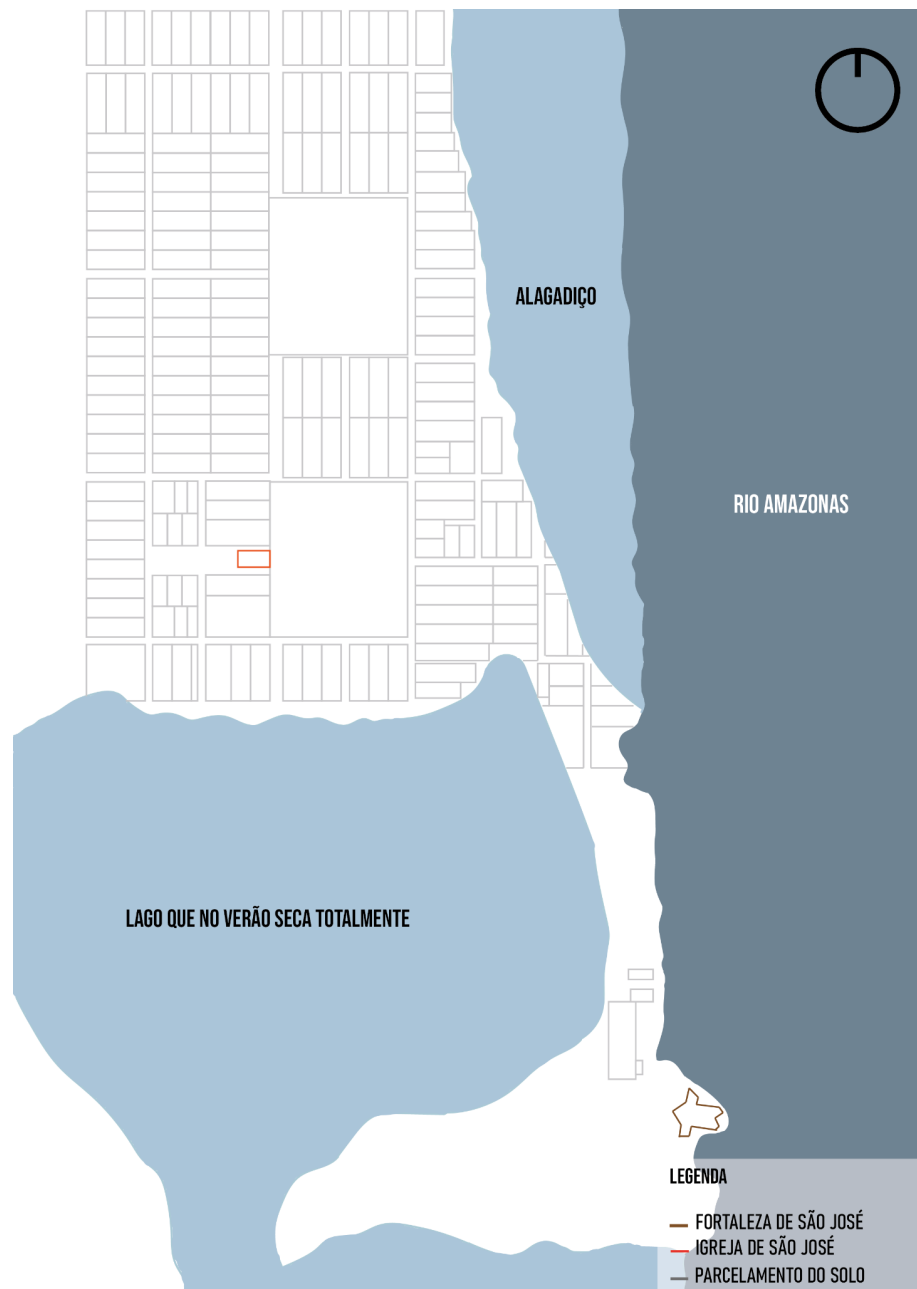 ALAGADIÇO
RIO AMAZONAS
LAGO QUE NO VERÃO SECA TOTALMENTE
LEGENDA
FORTALEZA DE SÃO JOSÉ
IGREJA DE SÃO JOSÉ
PARCELAMENTO DO SOLO